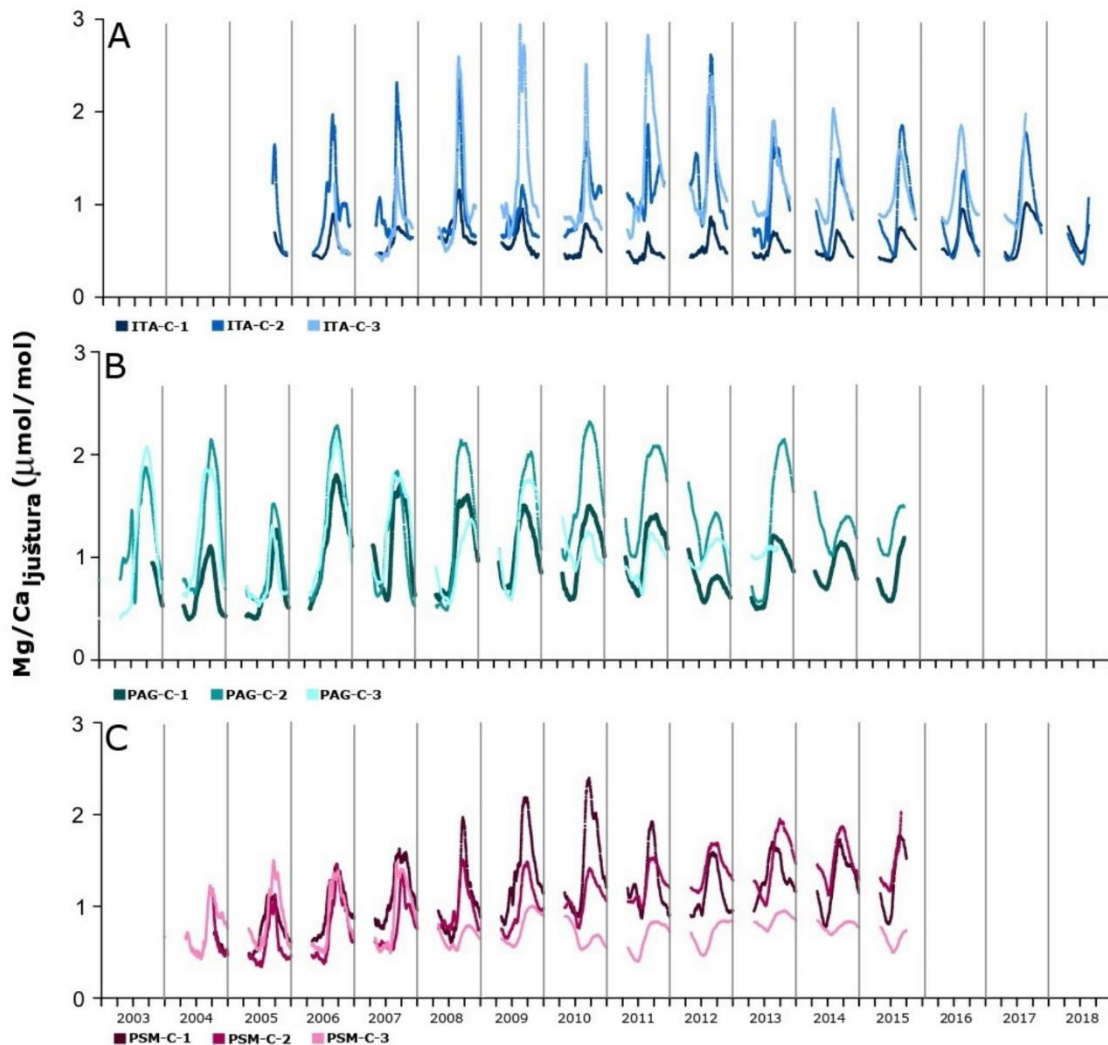 Mg/Ca ljuštura (μmol/mol)
A
3
2
1
0
ITA-C-1 ITA-C-2 ITA-C-3
B
3
2
1
0
PAG-C-1 PAG-C-2 PAG-C-3
C
3
2
1
0
2003 2004 2005 2006 2007 2008 2009 2010 2011 2012 2013 2014 2015 2016 2017 2018
PSM-C-1 PSM-C-2 PSM-C-3